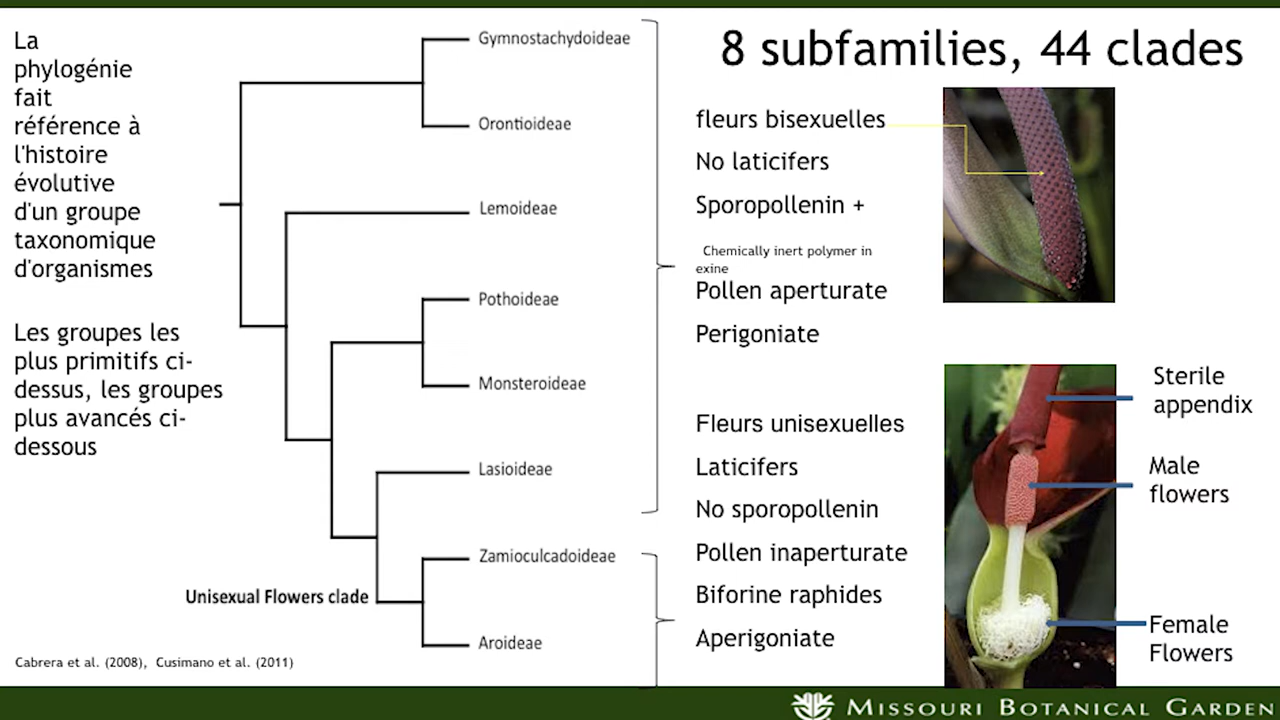 La
phylogénie
fait
référence à
l'histoire
évolutive
d'un groupe
taxonomique
d'organismes
Les groupes les
plus primitifs ci-
dessus, les groupes
plus avancés ci-
dessous
Gymnostachydoideae
Orontioideae
Lemoideae
Pothoideae
Monsteroideae
Lasioideae
Zamioculcadoideae
Unisexual Flowers clade
Aroideae
Cabrera et al. (2008), Cusimano et al. (2011)
8 subfamilies, 44 clades
fleurs bisexuelles
No laticifers
Sporopollenin +
Chemically inert polymer in
exine
Pollen aperturate
Perigoniate
Fleurs unisexuelles
Laticifers
No sporopollenin
Pollen inaperturate
Biforine raphides
Aperigoniate
Sterile
appendix
Male
flowers
Female
Flowers
MISSOURI BOTANICAL GARDEN